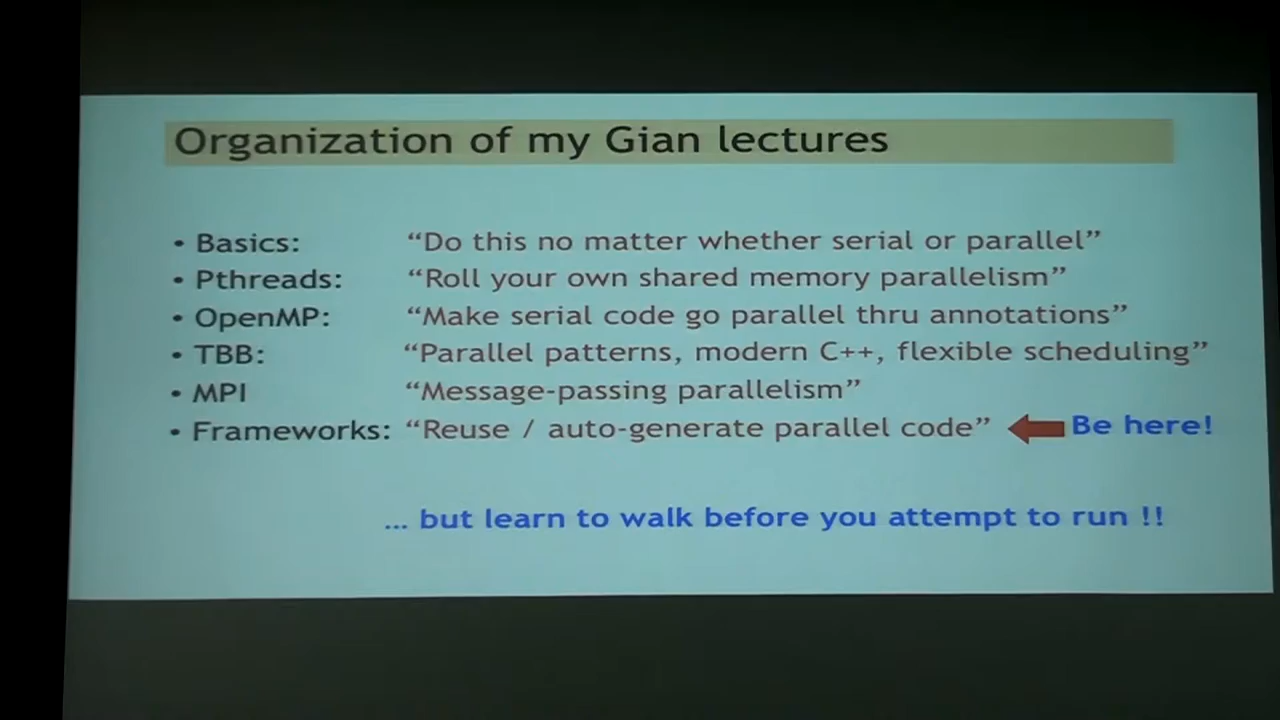 Organization of my Gian lectures
• Basics: “Do this no matter whether serial or parallel”
• Pthreads: “Roll your own shared memory parallelism”
• OpenMP: “Make serial code go parallel thru annotations”
• TBB: “Parallel patterns, modern C++, flexible scheduling”
• MPI “Message-passing parallelism”
• Frameworks: “Reuse / auto-generate parallel code” Be here!
... but learn to walk before you attempt to run !!